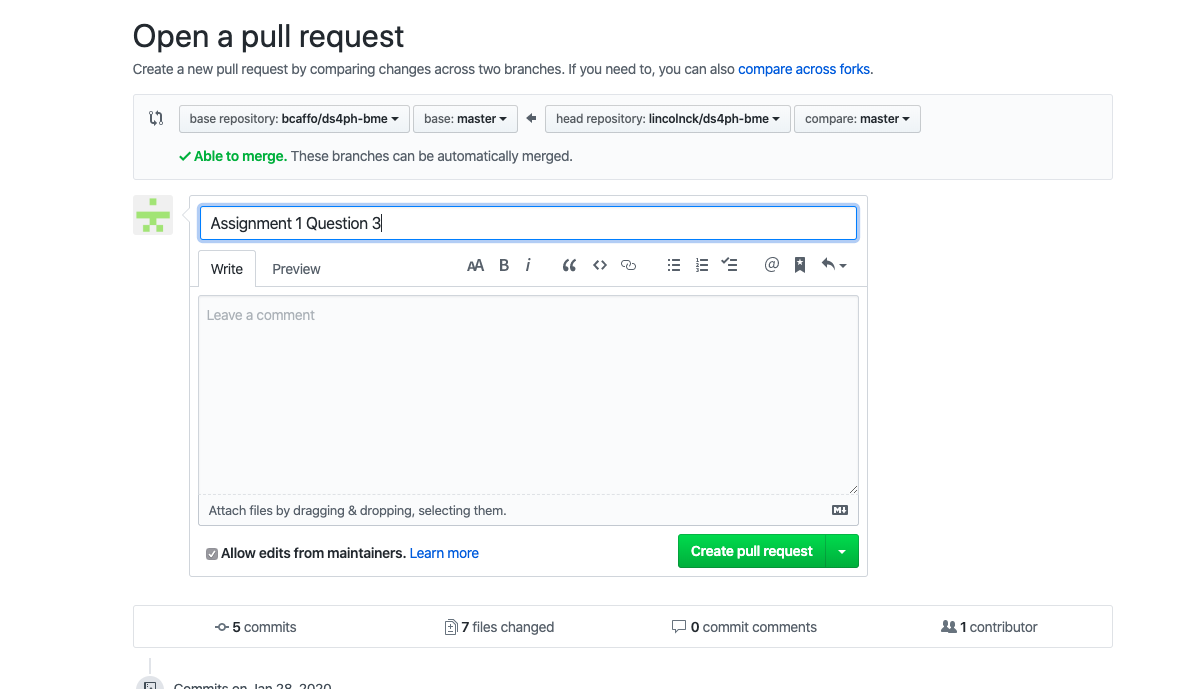 Open a pull request
Create a new pull request by comparing changes across two branches. If you need to, you can also compare across forks.
base repository: bcaffo/ds4ph-bme base: master head repository: lincolnck/ds4ph-bme compare: master
Able to merge. These branches can be automatically merged.
Assignment 1 Question 3
Write Preview AA B i
Leave a comment
Attach files by dragging & dropping, selecting them.
Allow edits from maintainers. Learn more Create pull request
5 commits 7 files changed 0 commit comments 1 contributor
Commits on Jan 28, 2020